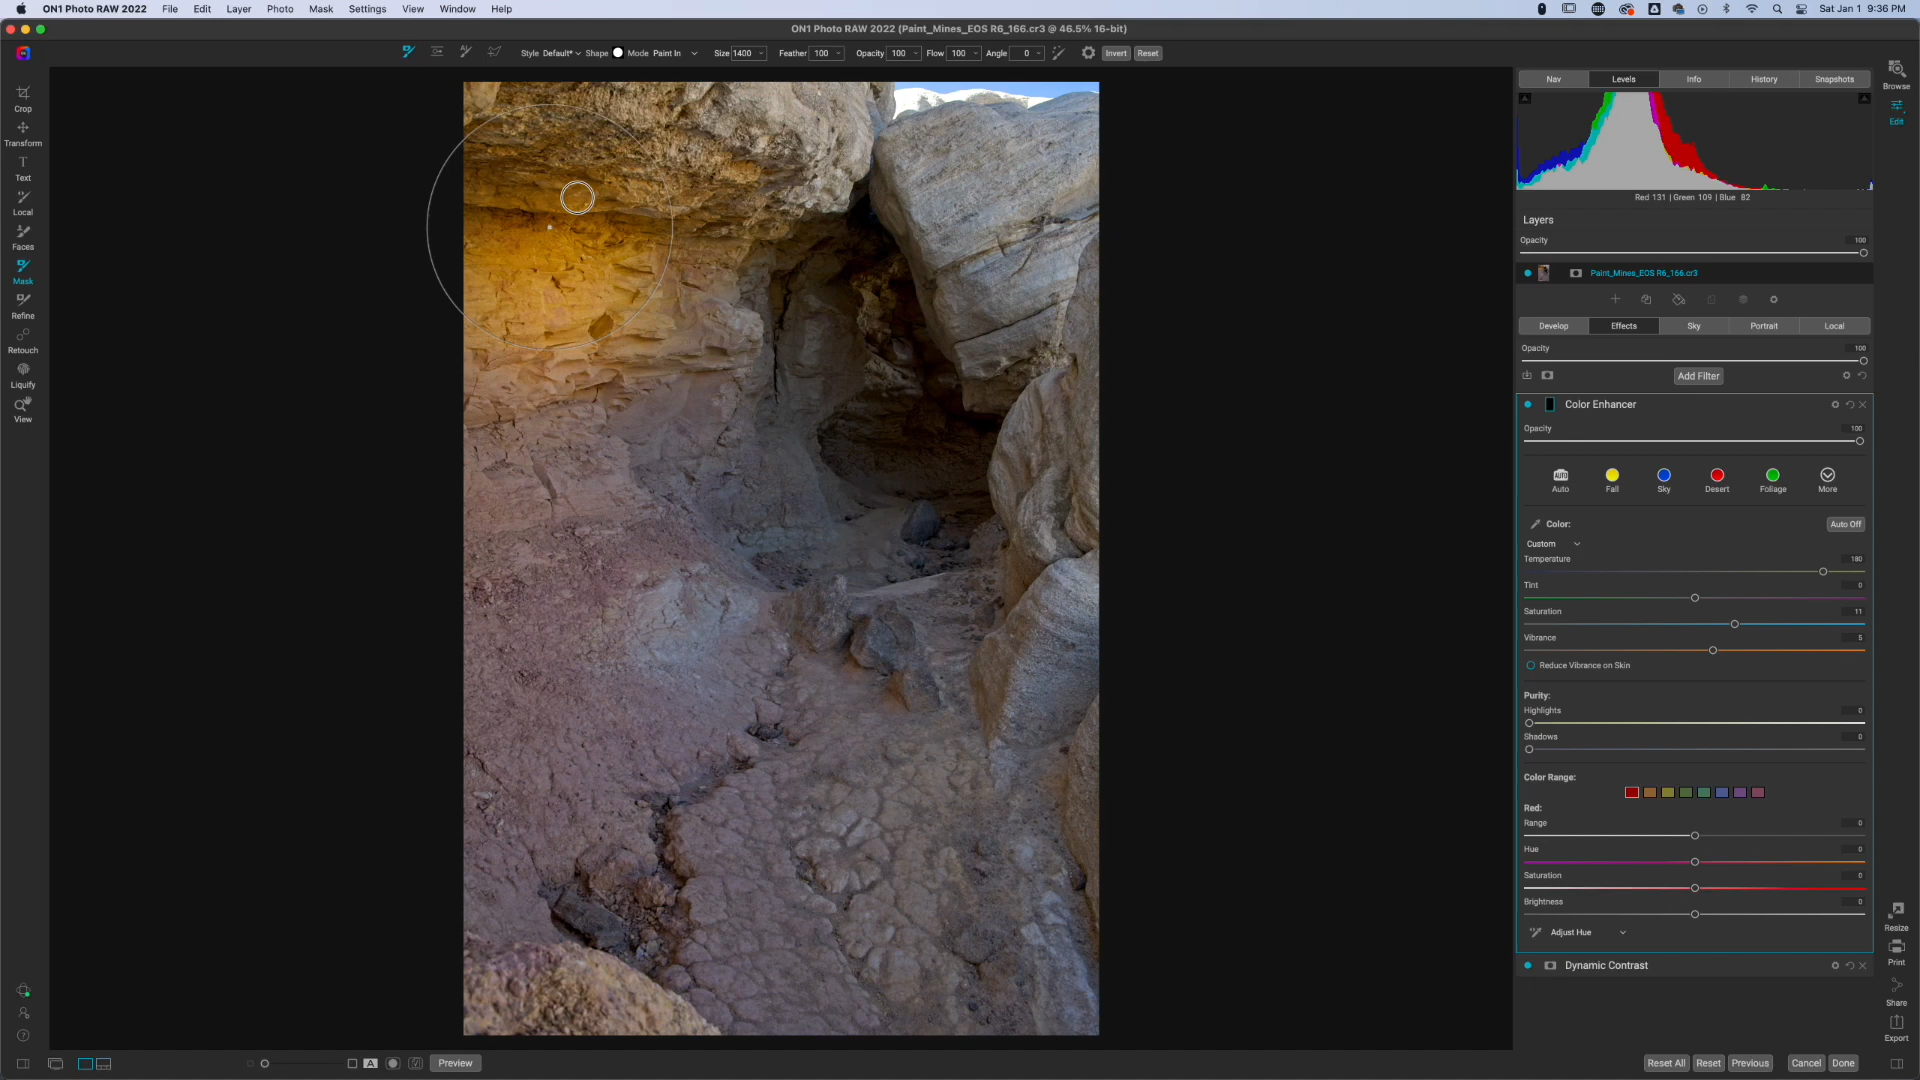 ON1 Photo RAW 2022 File Edit Layer Photo Mask Settings View Window Help Sat Jan 1 9:36 PM
ON1 Photo RAW 2022 (Paint_Mines_EOS R6_166.cr3 @ 46.5% 16-bit)
Style Default* Shape Mode Paint In Size 1400 Feather 100 Opacity 100 Flow 100 Angle 0 Invert Reset
Crop
Transform
Text
Local
Faces
Mask
Refine
Retouch
Liquify
View
Nav Levels Info History Snapshots
Red 131 | Green 109 | Blue 82
Layers
Opacity 100
Paint_Mines_EOS R6_166.cr3
Develop Effects Sky Portrait Local
Opacity 100
Add Filter
Color Enhancer
Opacity 100
AUTO
Auto Fall Sky Desert Foliage More
Color: Auto Off
Custom
Temperature 180
Tint 0
Saturation 11
Vibrance 5
Reduce Vibrance on Skin
Purity:
Highlights 0
Shadows 0
Color Range:
Red:
Range 0
Hue 0
Saturation 0
Brightness 0
Adjust Hue
Dynamic Contrast
Browse
Edit
Resize
Print
Share
Export
A Preview
Reset All Reset Previous Cancel Done